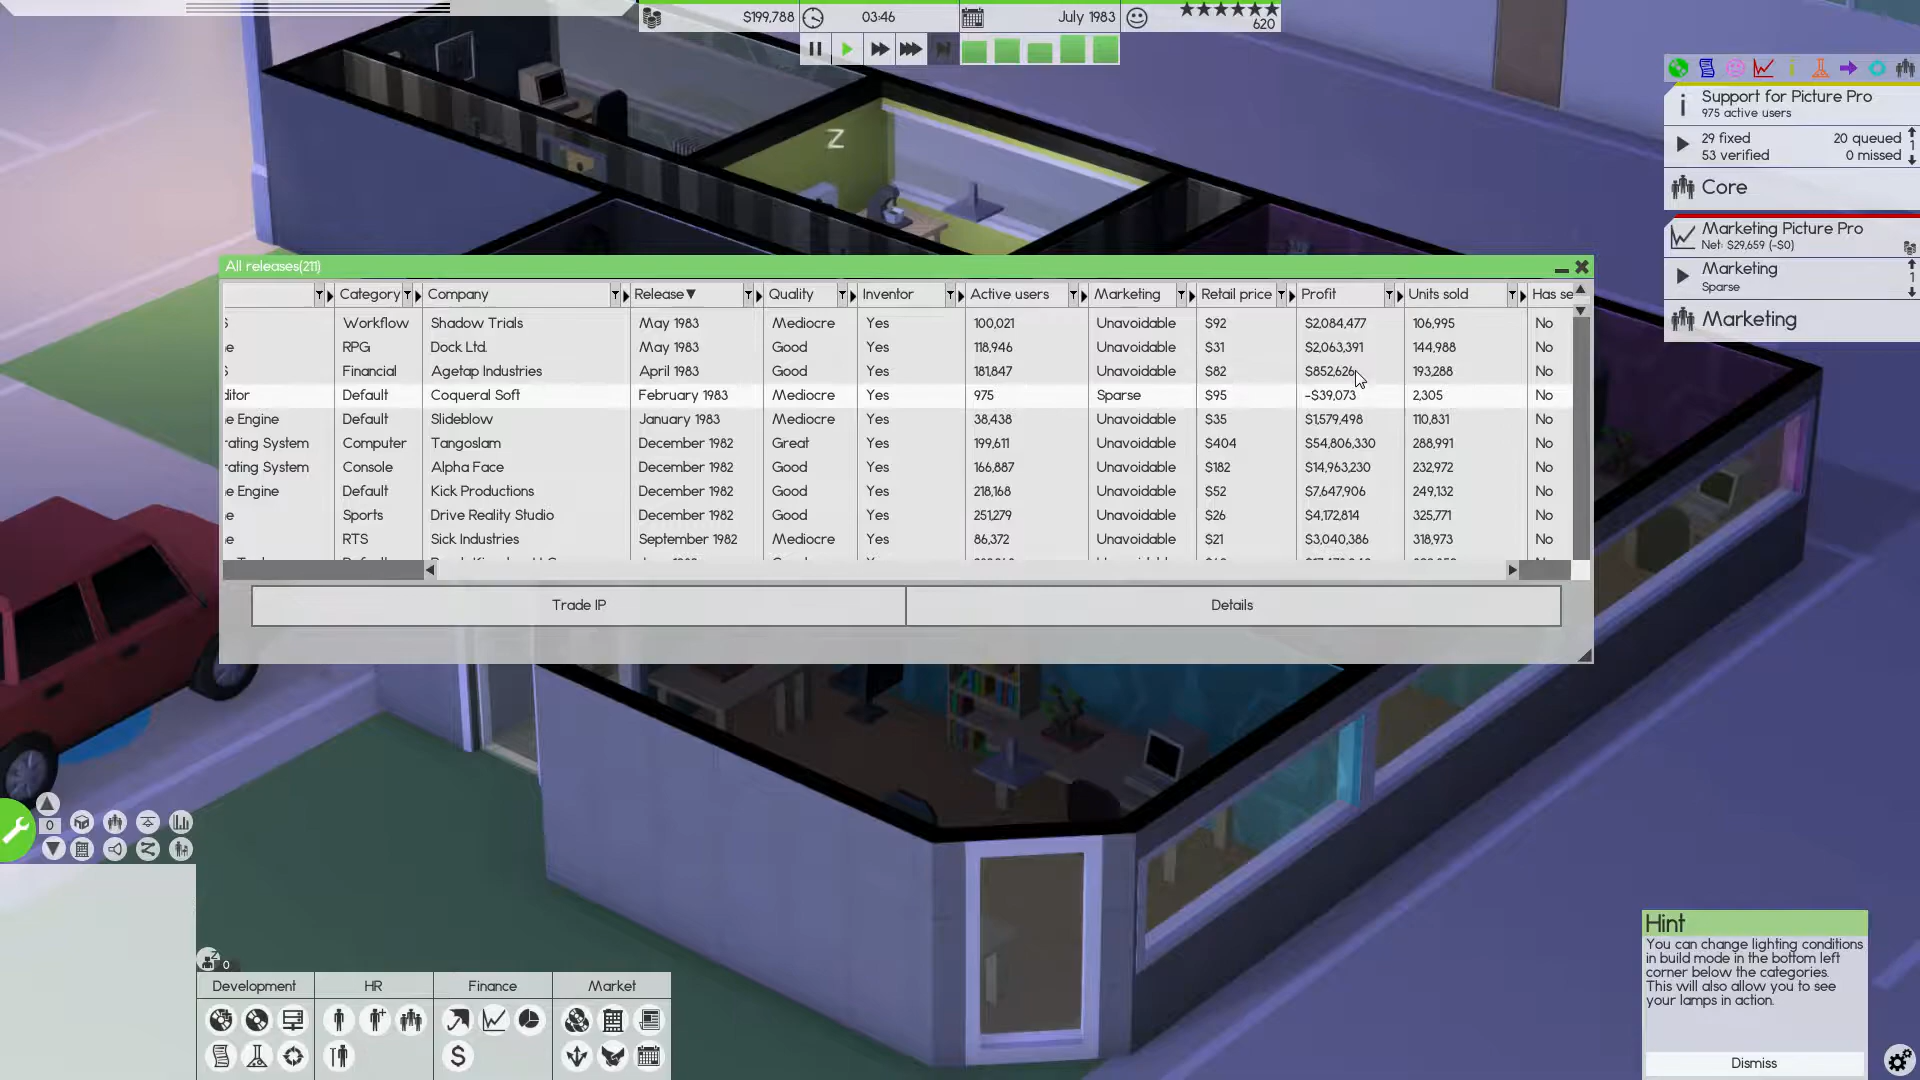 $199,788
03:46
July 1983
620
Support for Picture Pro
975 active users
29 fixed 20 queued
53 verified 0 missed
1
Core
Marketing Picture Pro
Net: $29,659 (-$0)
Marketing
Sparse
1
Marketing
Z
All releases(211)
Category Company Release Quality Inventor Active users Marketing Retail price Profit Units sold Has se
S Workflow Shadow Trials May 1983 Mediocre Yes 100,021 Unavoidable $92 $2,084,477 106,995 No
e RPG Dock Ltd. May 1983 Good Yes 118,946 Unavoidable $31 $2,063,391 144,988 No
S Financial Agetap Industries April 1983 Good Yes 181,847 Unavoidable $82 $852,626 193,288 No
ditor Default Coqueral Soft February 1983 Mediocre Yes 975 Sparse $95 -$39,073 2,305 No
e Engine Default Slideblow January 1983 Mediocre Yes 38,438 Unavoidable $35 $1,579,498 110,831 No
rating System Computer Tangoslam December 1982 Great Yes 199,611 Unavoidable $404 $54,806,330 288,991 No
rating System Console Alpha Face December 1982 Good Yes 166,887 Unavoidable $182 $14,963,230 232,972 No
e Engine Default Kick Productions December 1982 Good Yes 218,168 Unavoidable $52 $7,647,906 249,132 No
e Sports Drive Reality Studio December 1982 Good Yes 251,279 Unavoidable $26 $4,172,814 325,771 No
e RTS Sick Industries September 1982 Mediocre Yes 86,372 Unavoidable $21 $3,040,386 318,973 No
Trade IP Details
0
z
0
Development HR Finance Market
Hint
You can change lighting conditions
in build mode in the bottom left
corner below the categories.
This will also allow you to see
your lamps in action.
Dismiss